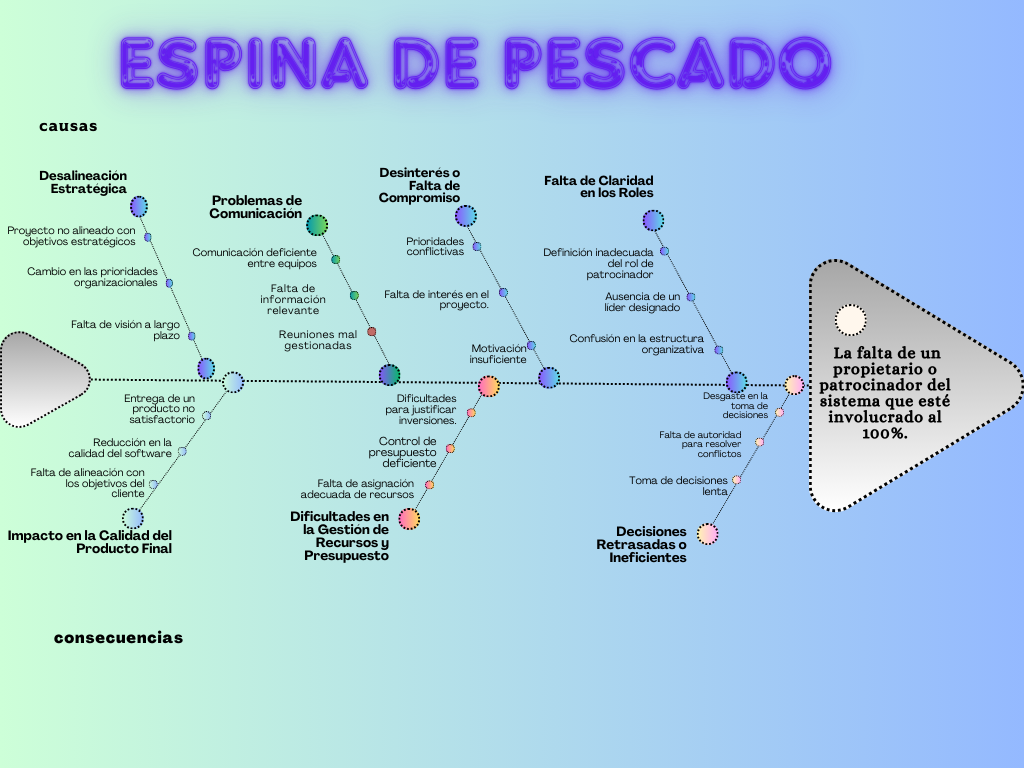 ESPINA DE PESCADO
causas
Desalineación
Estratégica
Proyecto no alineado con
objetivos estratégicos
Cambio en las prioridades
organizacionales
Falta de visión a largo
plazo
Problemas de
Comunicación
Comunicación deficiente
entre equipos
Falta de
información
relevante
Reuniones mal
gestionadas
Desinterés o
Falta de
Compromiso
Prioridades
conflictivas
Falta de interés en el
proyecto.
Motivación
insuficiente
Falta de Claridad
en los Roles
Definición inadecuada
del rol de
patrocinador
Ausencia de un
líder designado
Confusión en la estructura
organizativa
La falta de un
propietario o
patrocinador del
sistema que esté
involucrado al
100%.
Entrega de un
producto no
satisfactorio
Reducción en la
calidad del software
Falta de alineación con
los objetivos del
cliente
Impacto en la Calidad del
Producto Final
Dificultades
para justificar
inversiones.
Control de
presupuesto
deficiente
Falta de asignación
adecuada de recursos
Dificultades en
la Gestión de
Recursos y
Presupuesto
Desgaste en la
toma de
decisiones
Falta de autoridad
para resolver
conflictos
Toma de decisiones
lenta
Decisiones
Retrasadas o
Ineficientes
consecuencias